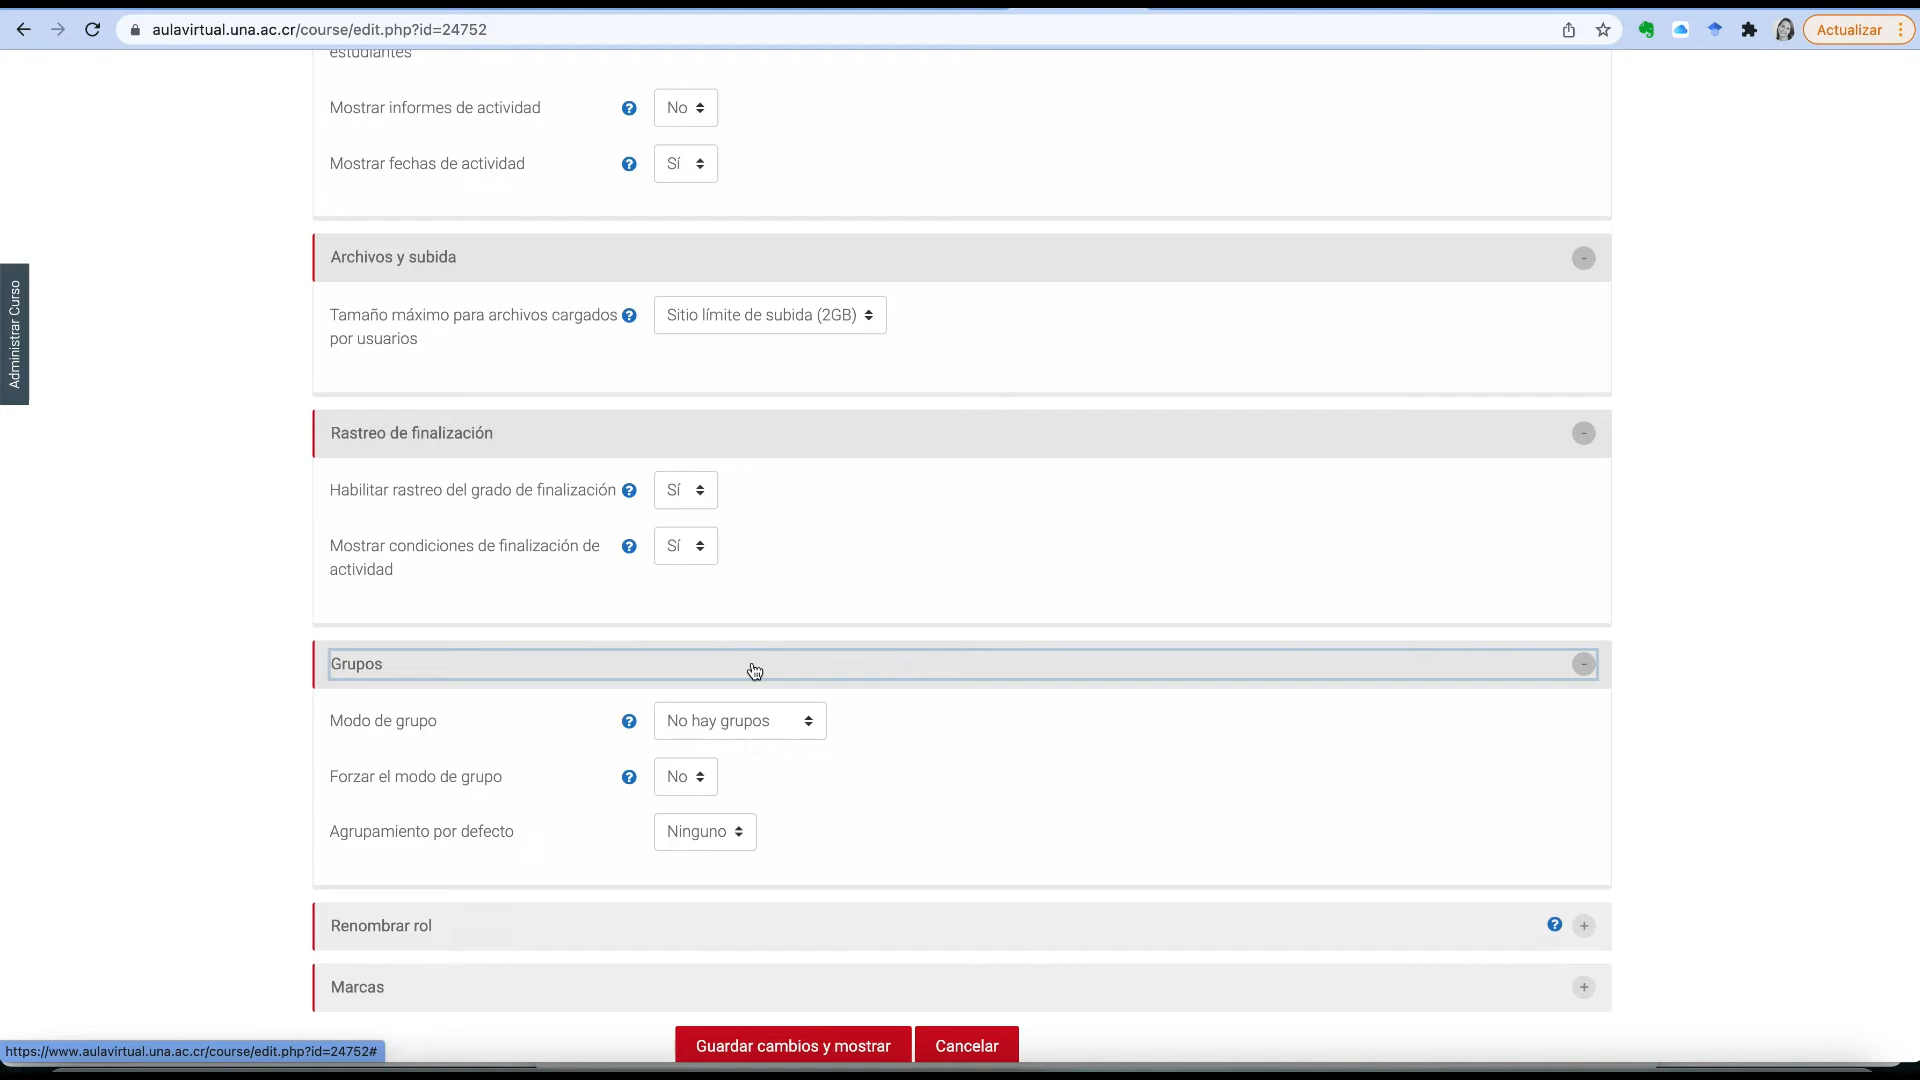 aulavirtual.una.ac.cr/course/edit.php?id=24752
Actualizar
estudiantes
Mostrar informes de actividad
No
Mostrar fechas de actividad
Sí
Archivos y subida
Administrar Curso
Tamaño máximo para archivos cargados
por usuarios
Sitio límite de subida (2GB)
Rastreo de finalización
Habilitar rastreo del grado de finalización
Sí
Mostrar condiciones de finalización de
actividad
Sí
Grupos
Modo de grupo
No hay grupos
Forzar el modo de grupo
No
Agrupamiento por defecto
Ninguno
Renombrar rol
Marcas
Guardar cambios y mostrar
Cancelar
https://www.aulavirtual.una.ac.cr/course/edit.php?id=24752#